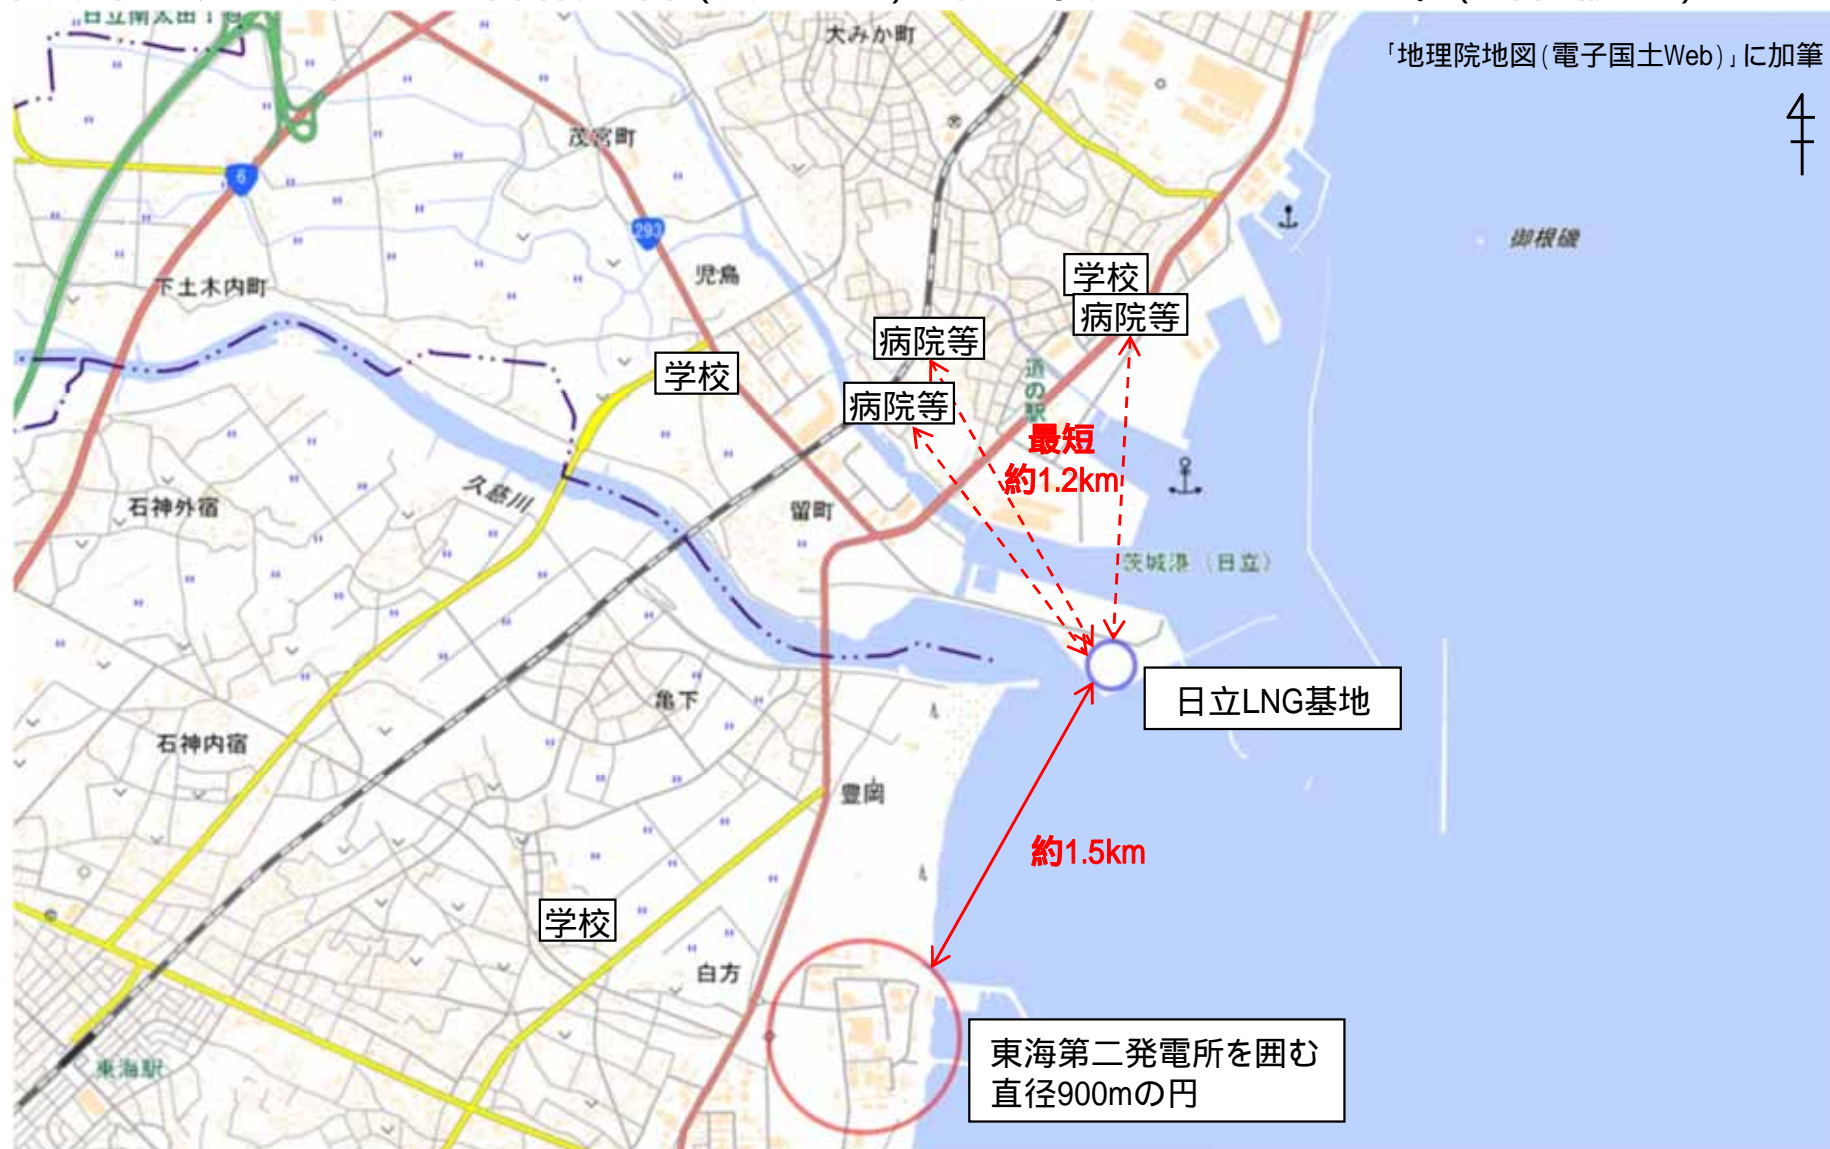 「地理院地図(電子国土Web)」に加筆
大みか町
茂宮町
6
293
御根磯
下土木内町
児島
学校
病院等
病院等
学校
病院等
道の駅
最短
約1.2km
久慈川
石神外宿
留町
茨城港（日立）
亀下
日立LNG基地
石神内宿
豊岡
約1.5km
学校
白方
東海駅
東海第二発電所を囲む
直径900mの円